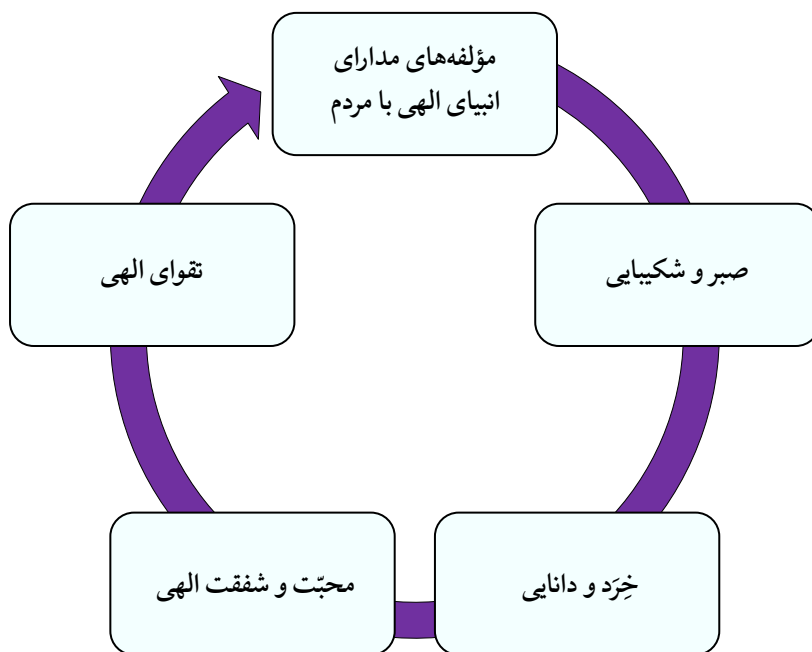 مؤلفه‌های مدارای
انبیای الهی با مردم
صبر و شکیبایی
خِرَد و دانایی
محبّت و شفقت الهی
تقوای الهی